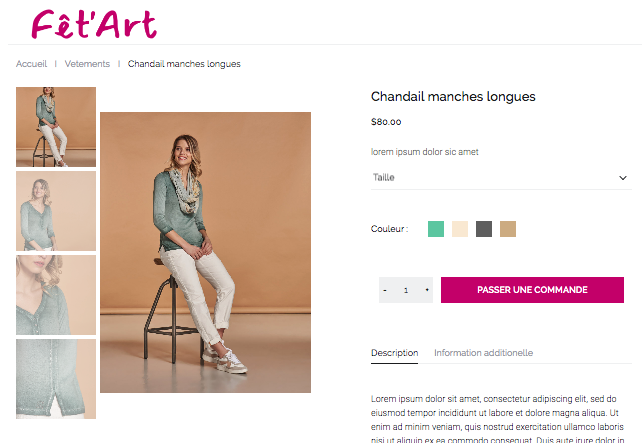 Fêt'Art
Accueil I Vetements I Chandail manches longues
Chandail manches longues
$80.00
lorem ipsum dolor sic amet
Taille
Couleur :
- 1 +
PASSER UNE COMMANDE
Description Information additionelle
Lorem ipsum dolor sit amet, consectetur adipiscing elit, sed do
eiusmod tempor incididunt ut labore et dolore magna aliqua. Ut
enim ad minim veniam, quis nostrud exercitation ullamco laboris
nisi ut aliquip ex ea commodo consequat. Duis aute irure dolor in